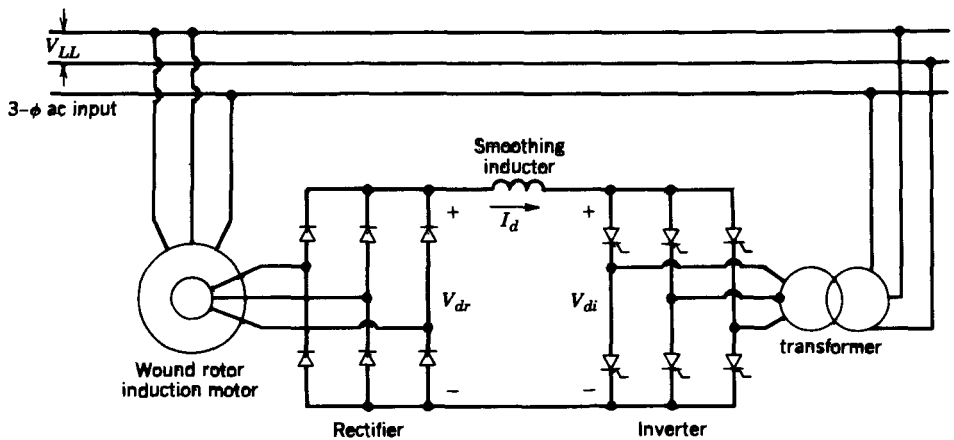 V_LL
3-ϕ ac input
Smoothing
inductor
+
I_d
+
V_dr
V_di
transformer
Wound rotor
induction motor
−
−
Rectifier
Inverter